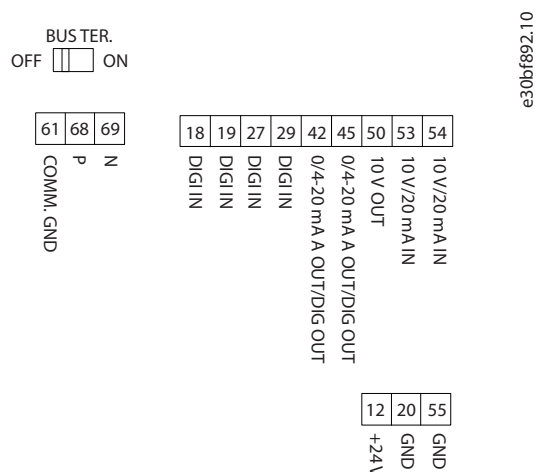 BUS TER.
OFF ON
e30bf892.10
61 68 69
COMM. GND
P
N
18 19 27 29 42 45 50 53 54
DIGI IN
DIGI IN
DIGI IN
DIGI IN
0/4-20 mA A OUT/DIG OUT
0/4-20 mA A OUT/DIG OUT
10 V OUT
10 V/20 mA IN
10 V/20 mA IN
12 20 55
+24V
GND
GND